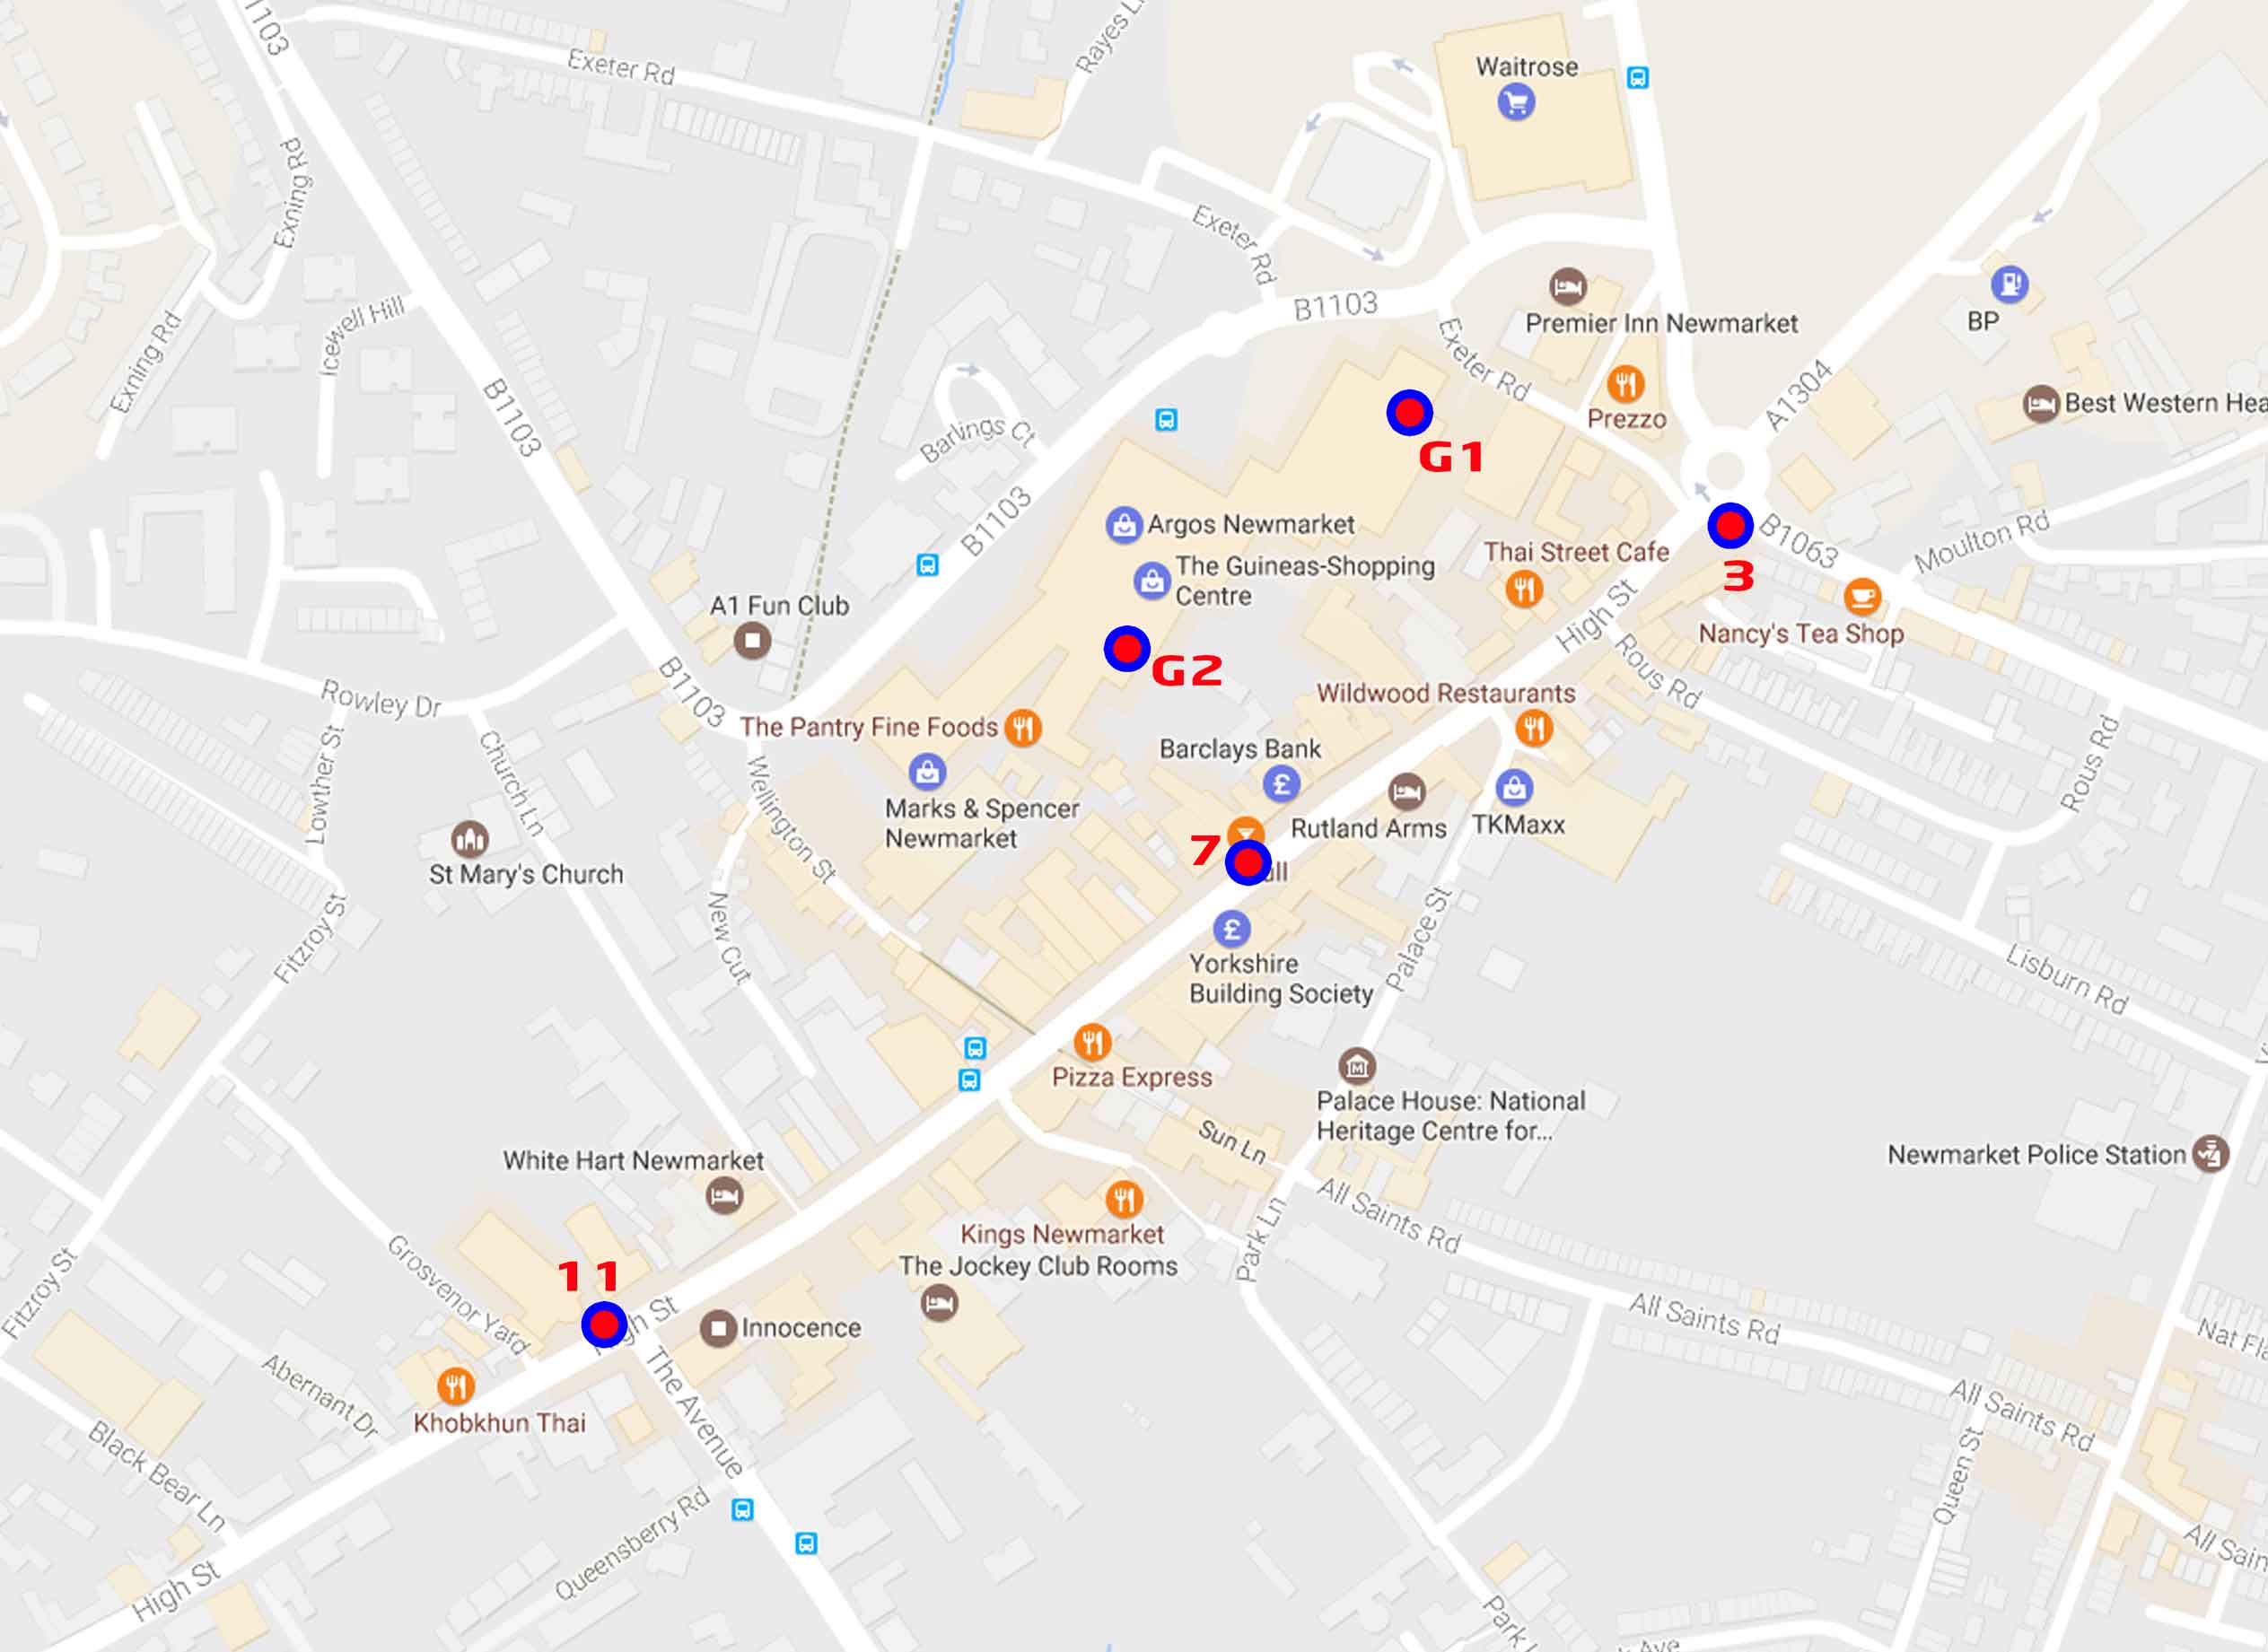 1103
Exeter Rd
Rayes L
Waitrose
Exning Rd
Exeter Rd
B1103
Premier Inn Newmarket
BP
Icewell Hill
Exning Rd
B1103
Exeter Rd
Prezzo
A1304
Best Western Hea
Barlings Ct
G1
B1103
Argos Newmarket
The Guineas-Shopping
Centre
Thai Street Cafe
B1063
Moulton Rd
3
A1 Fun Club
High St
Nancy's Tea Shop
G2
Rous Rd
Rowley Dr
B1103
The Pantry Fine Foods
Wildwood Restaurants
Barclays Bank
Rous Rd
Lowther St
Church Ln
Wellington St
Marks & Spencer
Newmarket
7
Rutland Arms
TKMaxx
St Mary's Church
ull
New Cut
Fitzroy St
Palace St
Yorkshire
Building Society
Lisburn Rd
Pizza Express
Palace House: National
Heritage Centre for...
Sun Ln
White Hart Newmarket
Newmarket Police Station
All Saints Rd
Kings Newmarket
The Jockey Club Rooms
Park Ln
Fitzroy St
Grosvenor Yard
11
High St
Innocence
All Saints Rd
Nat Fl
The Avenue
Abernant Dr
Khobkhun Thai
All Saints Rd
Black Bear Ln
Queen St
Queensberry Rd
All Sain
High St
Park L
Ave